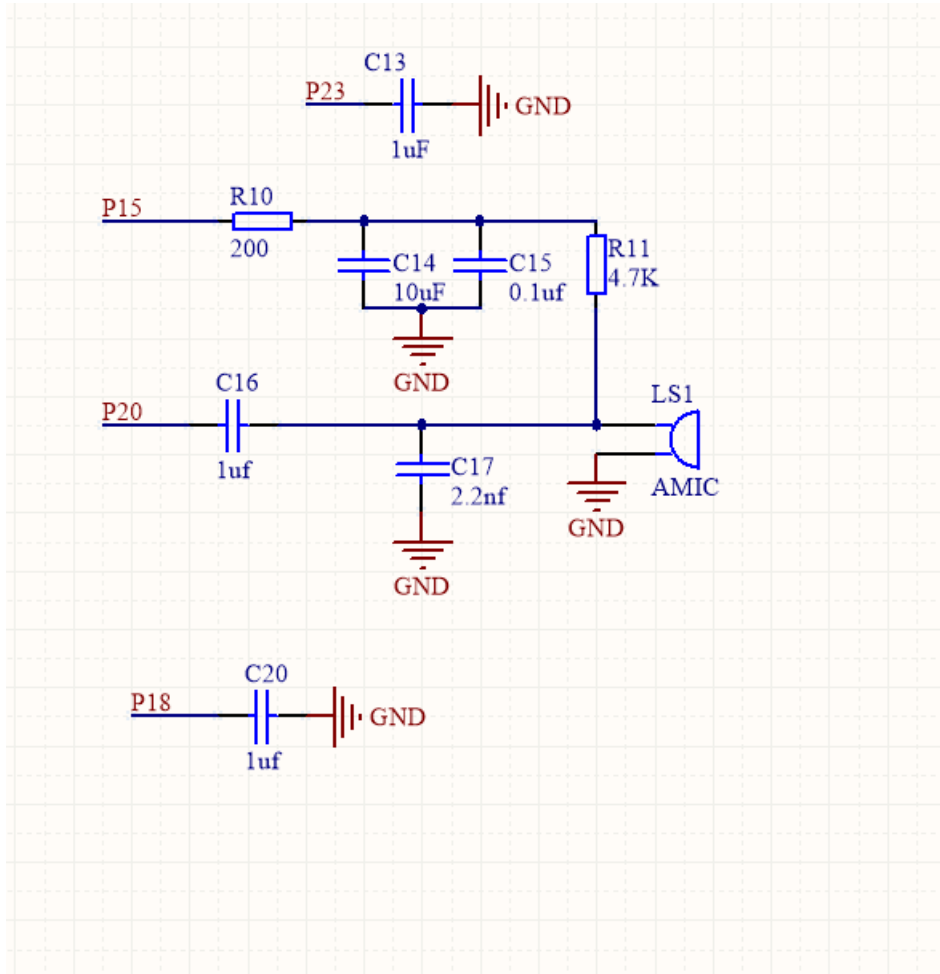 C13
P23
GND
1uF
R10
P15
200
R11
C14
C15
4.7K
10uF
0.1uf
GND
C16
LS1
P20
1uf
C17
2.2nf
AMIC
GND
GND
C20
P18
GND
1uf